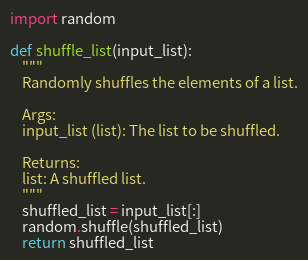 import random

def shuffle_list(input_list):
    """
    Randomly shuffles the elements of a list.

    Args:
    input_list (list): The list to be shuffled.

    Returns:
    list: A shuffled list.
    """
    shuffled_list = input_list[:]
    random.shuffle(shuffled_list)
    return shuffled_list